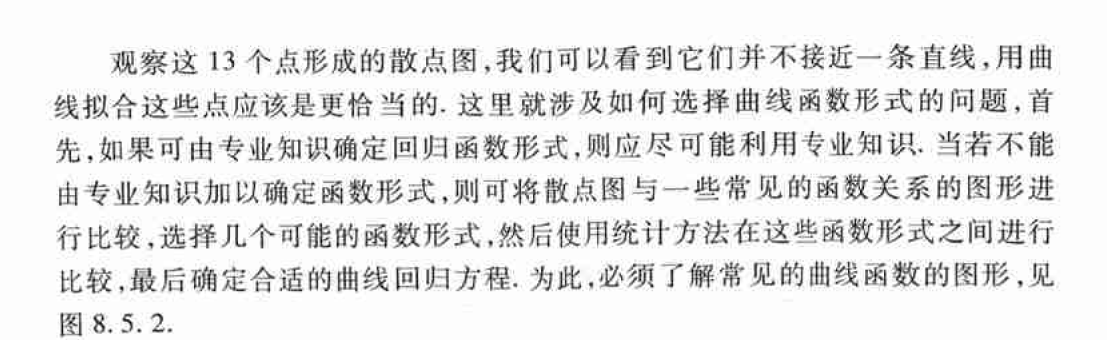 观察这 13 个点形成的散点图,我们可以看到它们并不接近一条直线,用曲
线拟合这些点应该是更恰当的. 这里就涉及如何选择曲线函数形式的问题,首
先,如果可由专业知识确定回归函数形式,则应尽可能利用专业知识. 当若不能
由专业知识加以确定函数形式,则可将散点图与一些常见的函数关系的图形进
行比较,选择几个可能的函数形式,然后使用统计方法在这些函数形式之间进行
比较,最后确定合适的曲线回归方程. 为此,必须了解常见的曲线函数的图形,见
图 8. 5. 2.